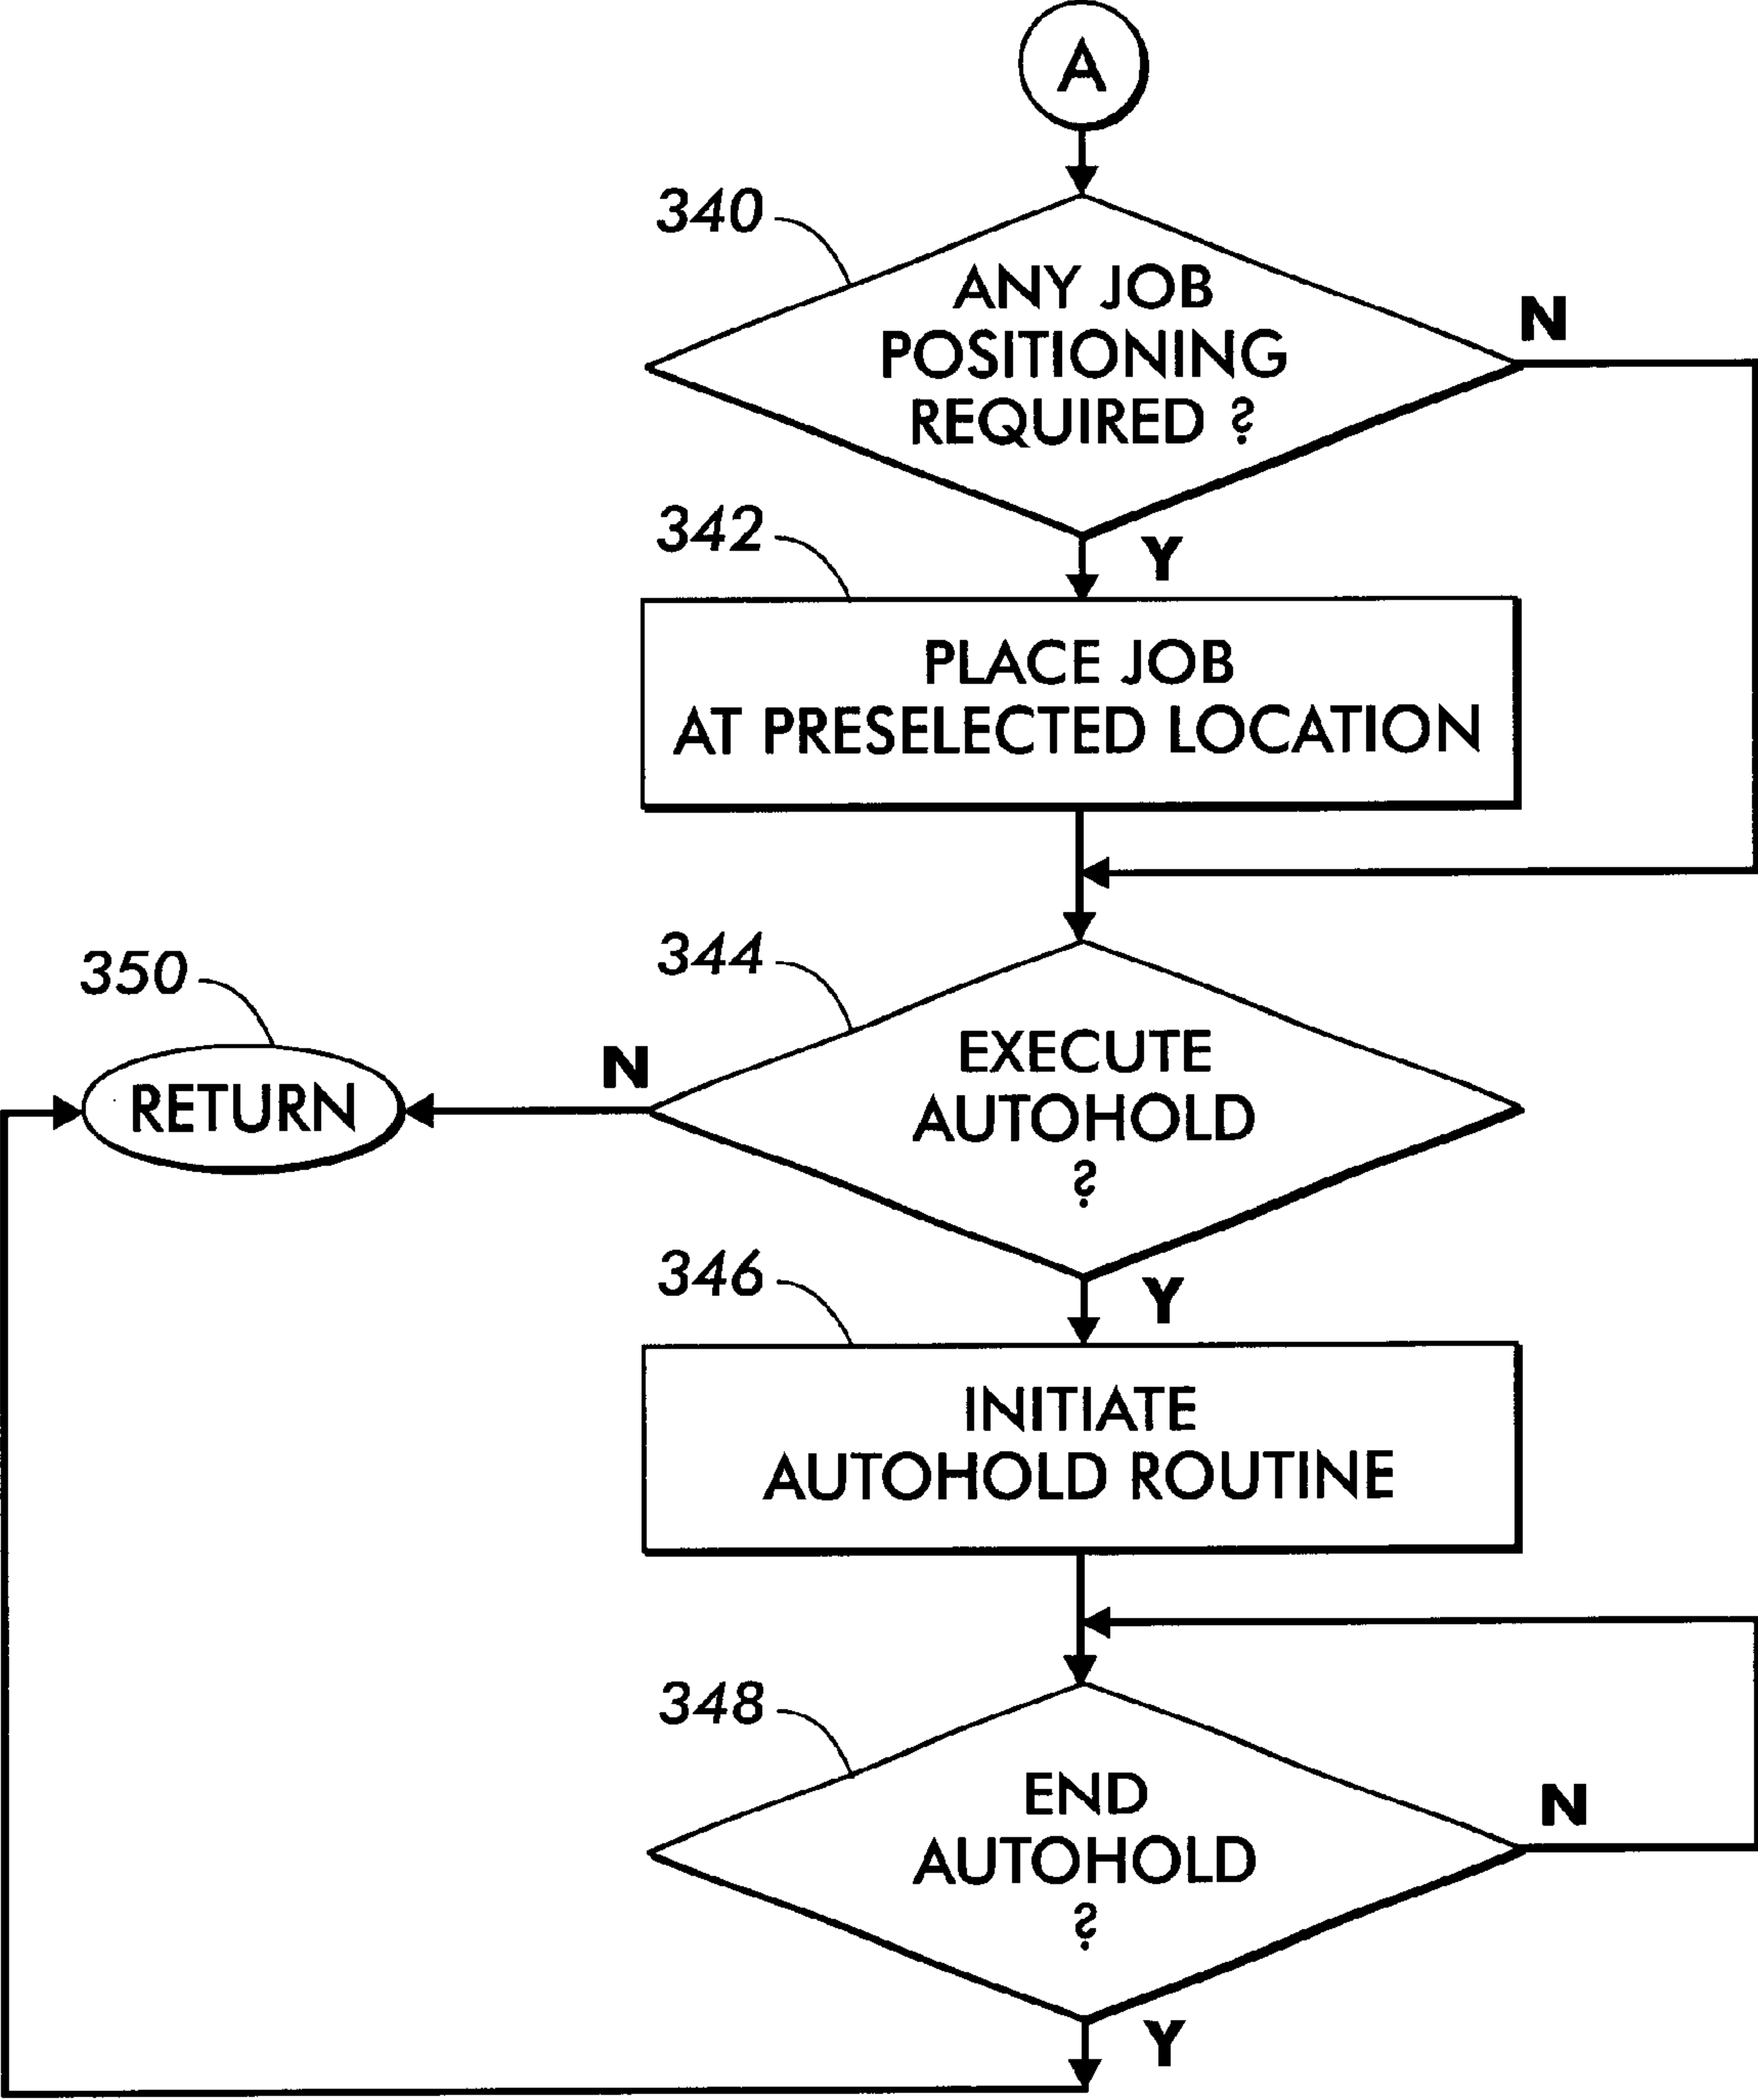 A
340
ANY JOB
POSITIONING
REQUIRED ?
N
342
Y
PLACE JOB
AT PRESELECTED LOCATION
350
344
RETURN
N
EXECUTE
AUTOHOLD
?
346
Y
INITIATE
AUTOHOLD ROUTINE
348
END
AUTOHOLD
?
N
Y